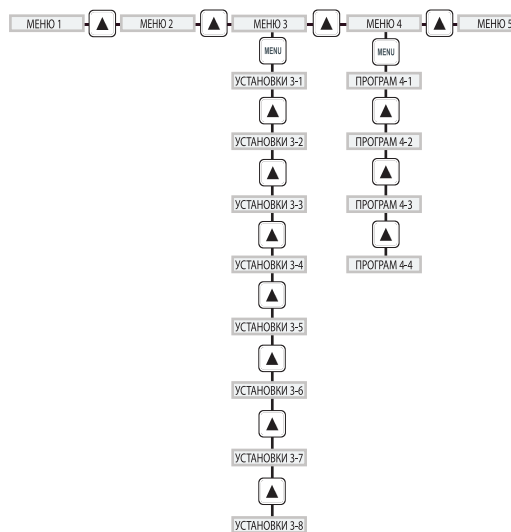 МЕНЮ 1 МЕНЮ 2 МЕНЮ 3 МЕНЮ 4 МЕНЮ 5
MENU MENU
УСТАНОВКИ 3-1 ПРОГРАМ 4-1
УСТАНОВКИ 3-2 ПРОГРАМ 4-2
УСТАНОВКИ 3-3 ПРОГРАМ 4-3
УСТАНОВКИ 3-4 ПРОГРАМ 4-4
УСТАНОВКИ 3-5
УСТАНОВКИ 3-6
УСТАНОВКИ 3-7
УСТАНОВКИ 3-8